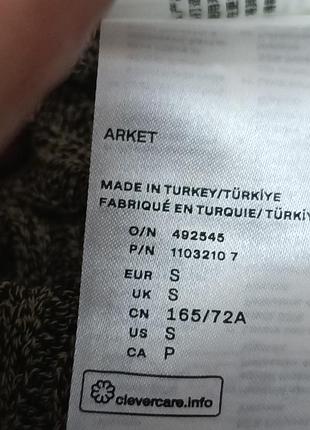 ARKET
MADE IN TURKEY/TÜRKİYE
FABRIQUÉ EN TURQUIE/TÜRKİY
O/N 492545
P/N 1103210 7
EUR S
UK S
CN 165/72A
US S
CA P
clevercare.info